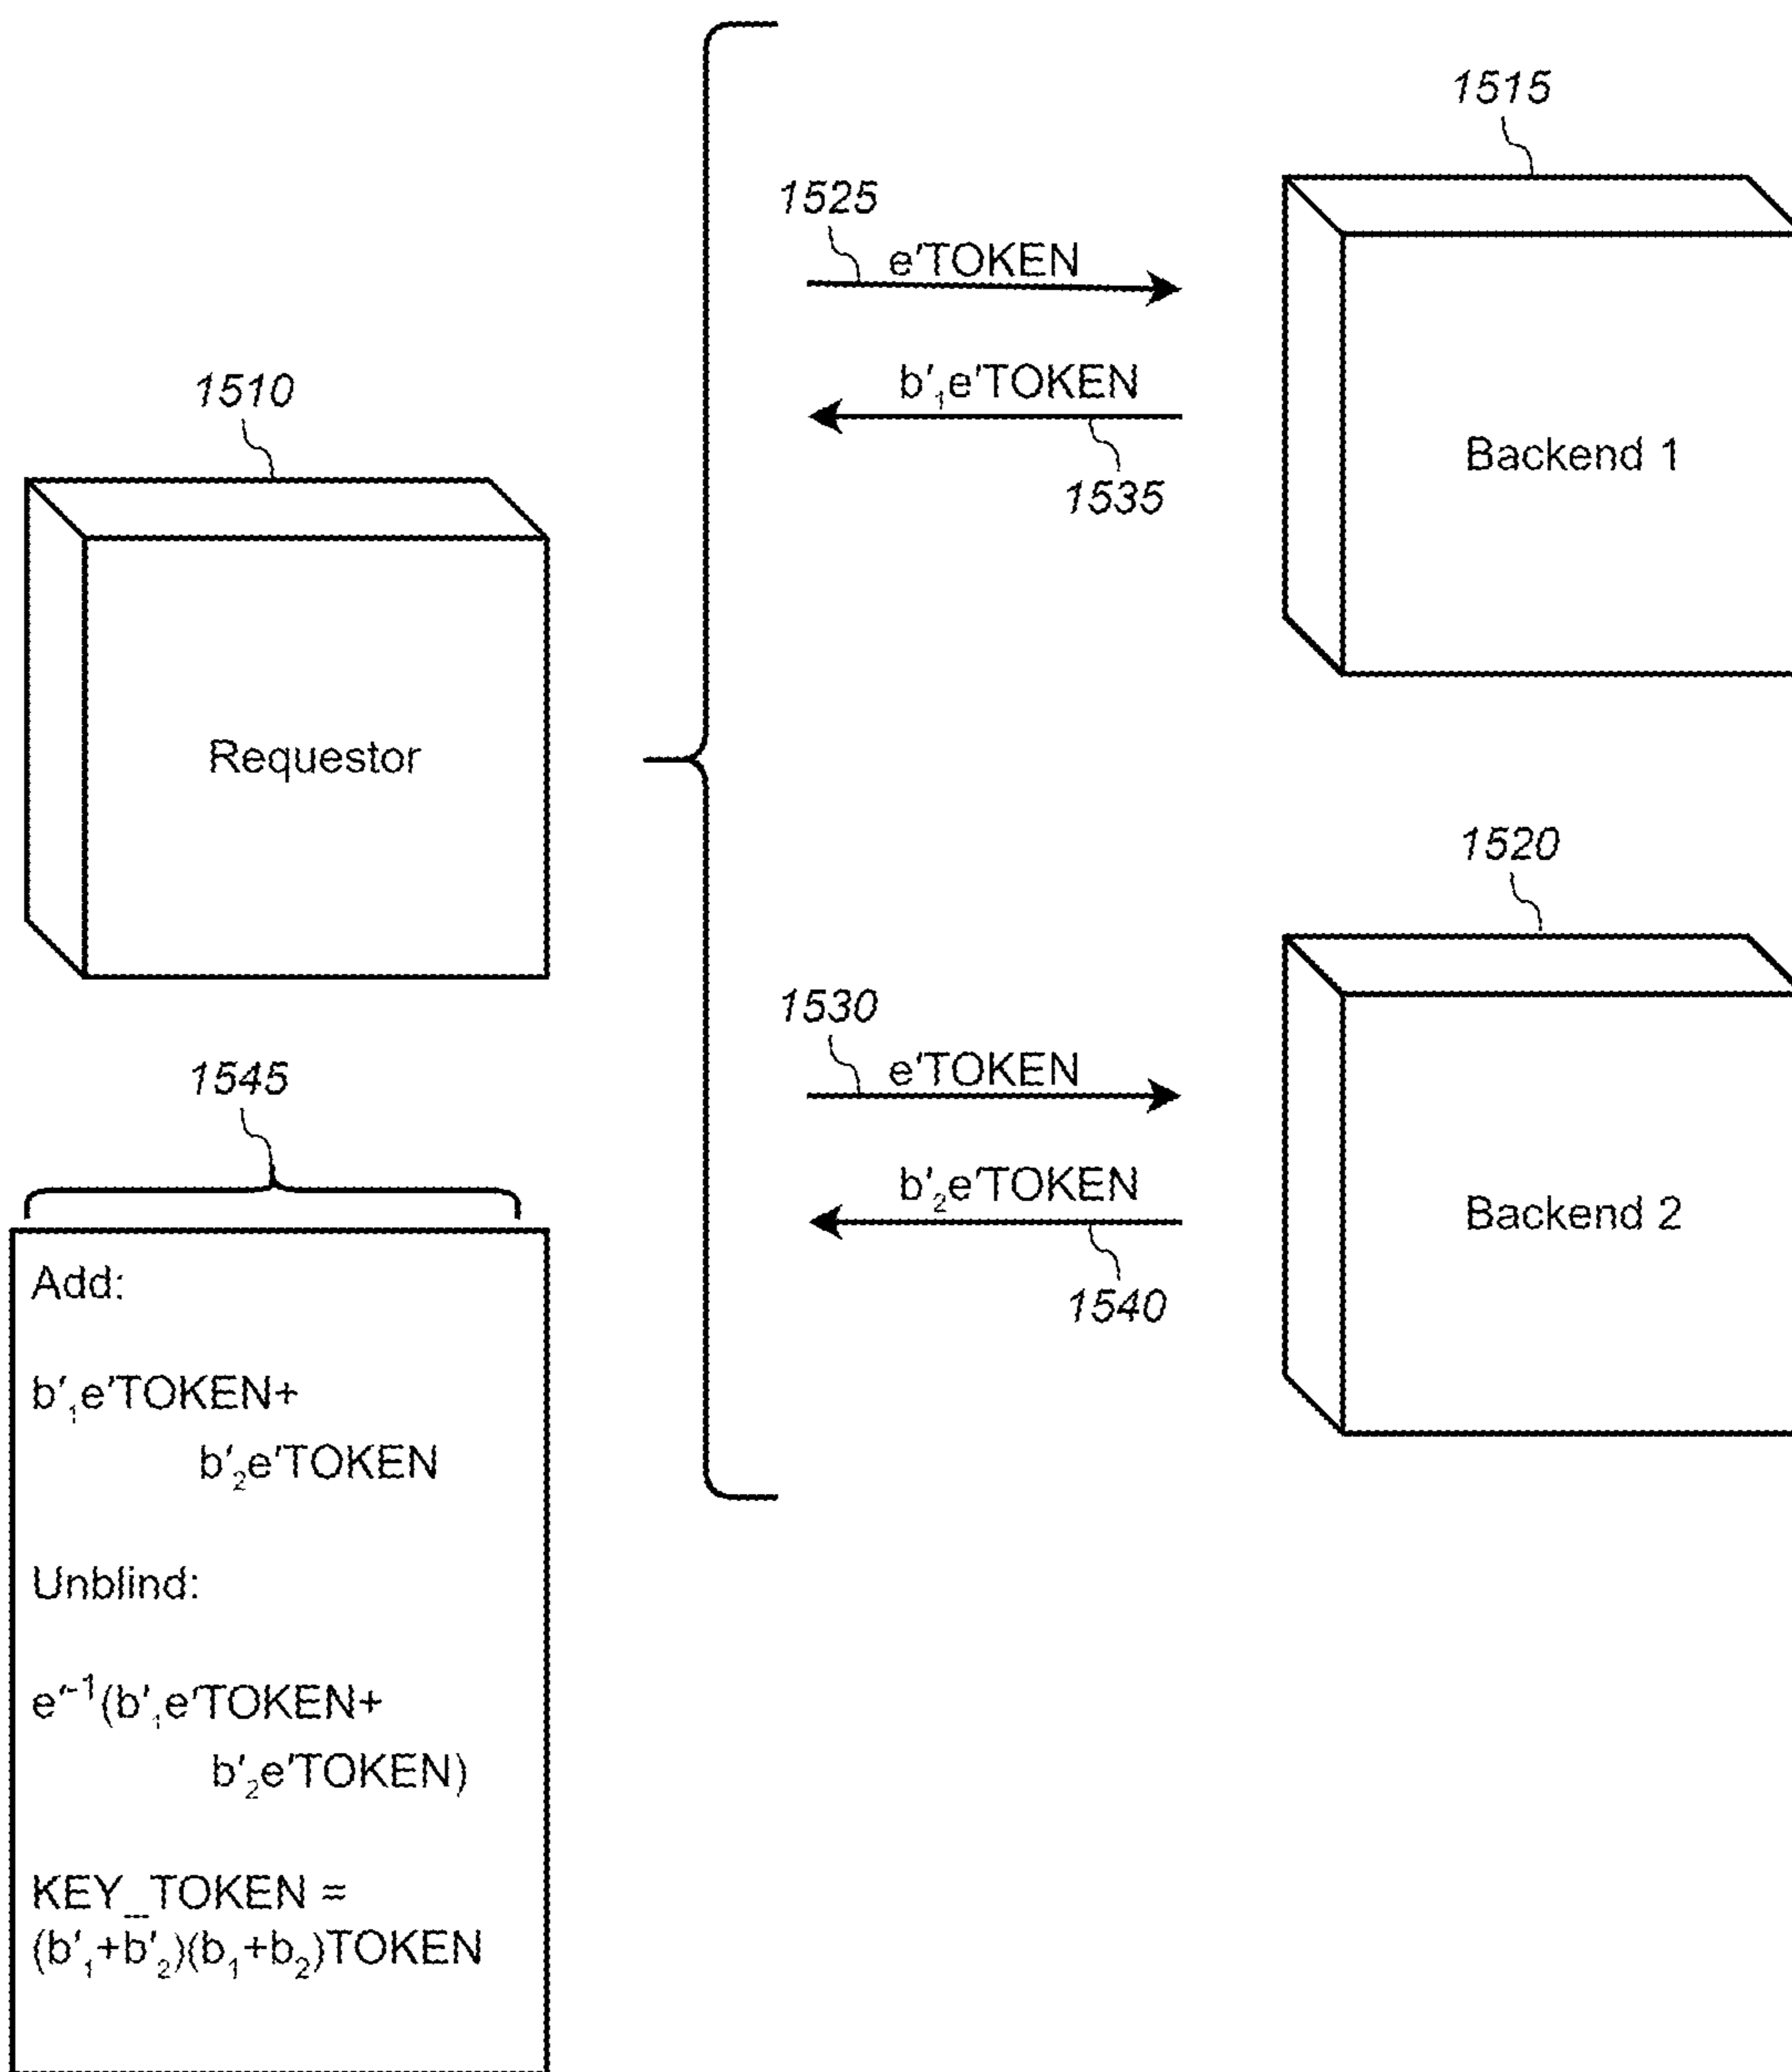 1515
1525
e'TOKEN
b'₁e'TOKEN
1535
Backend 1
1510
Requestor
1520
1530
e'TOKEN
b'₂e'TOKEN
1540
Backend 2
1545
Add:
b'₁e'TOKEN+
b'₂e'TOKEN
Unblind:
e'⁻¹(b'₁e'TOKEN+
b'₂e'TOKEN)
KEY_TOKEN =
(b'₁+b'₂)(b₁+b₂)TOKEN